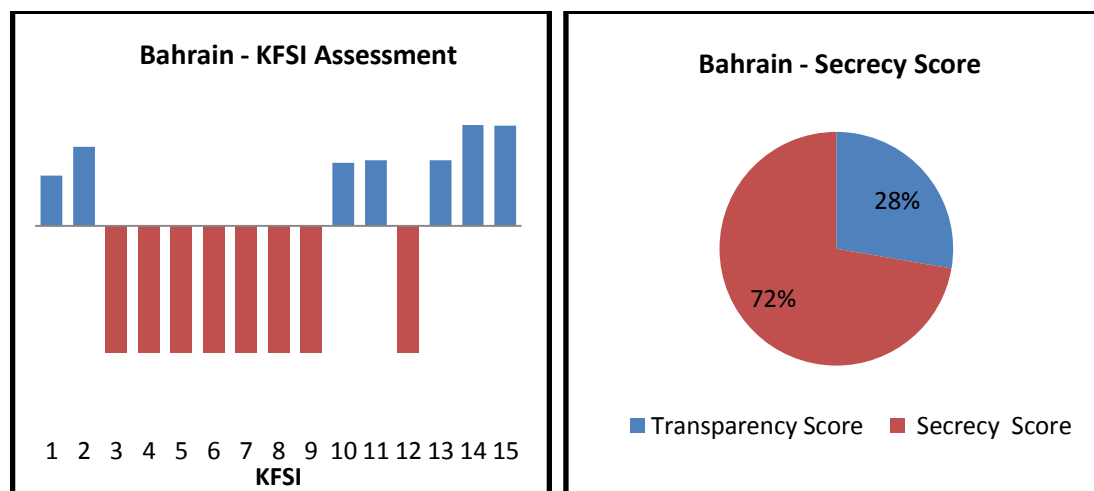 Bahrain - KFSI Assessment
1 2 3 4 5 6 7 8 9 10 11 12 13 14 15
KFSI
Bahrain - Secrecy Score
28%
72%
Transparency Score Secrecy Score